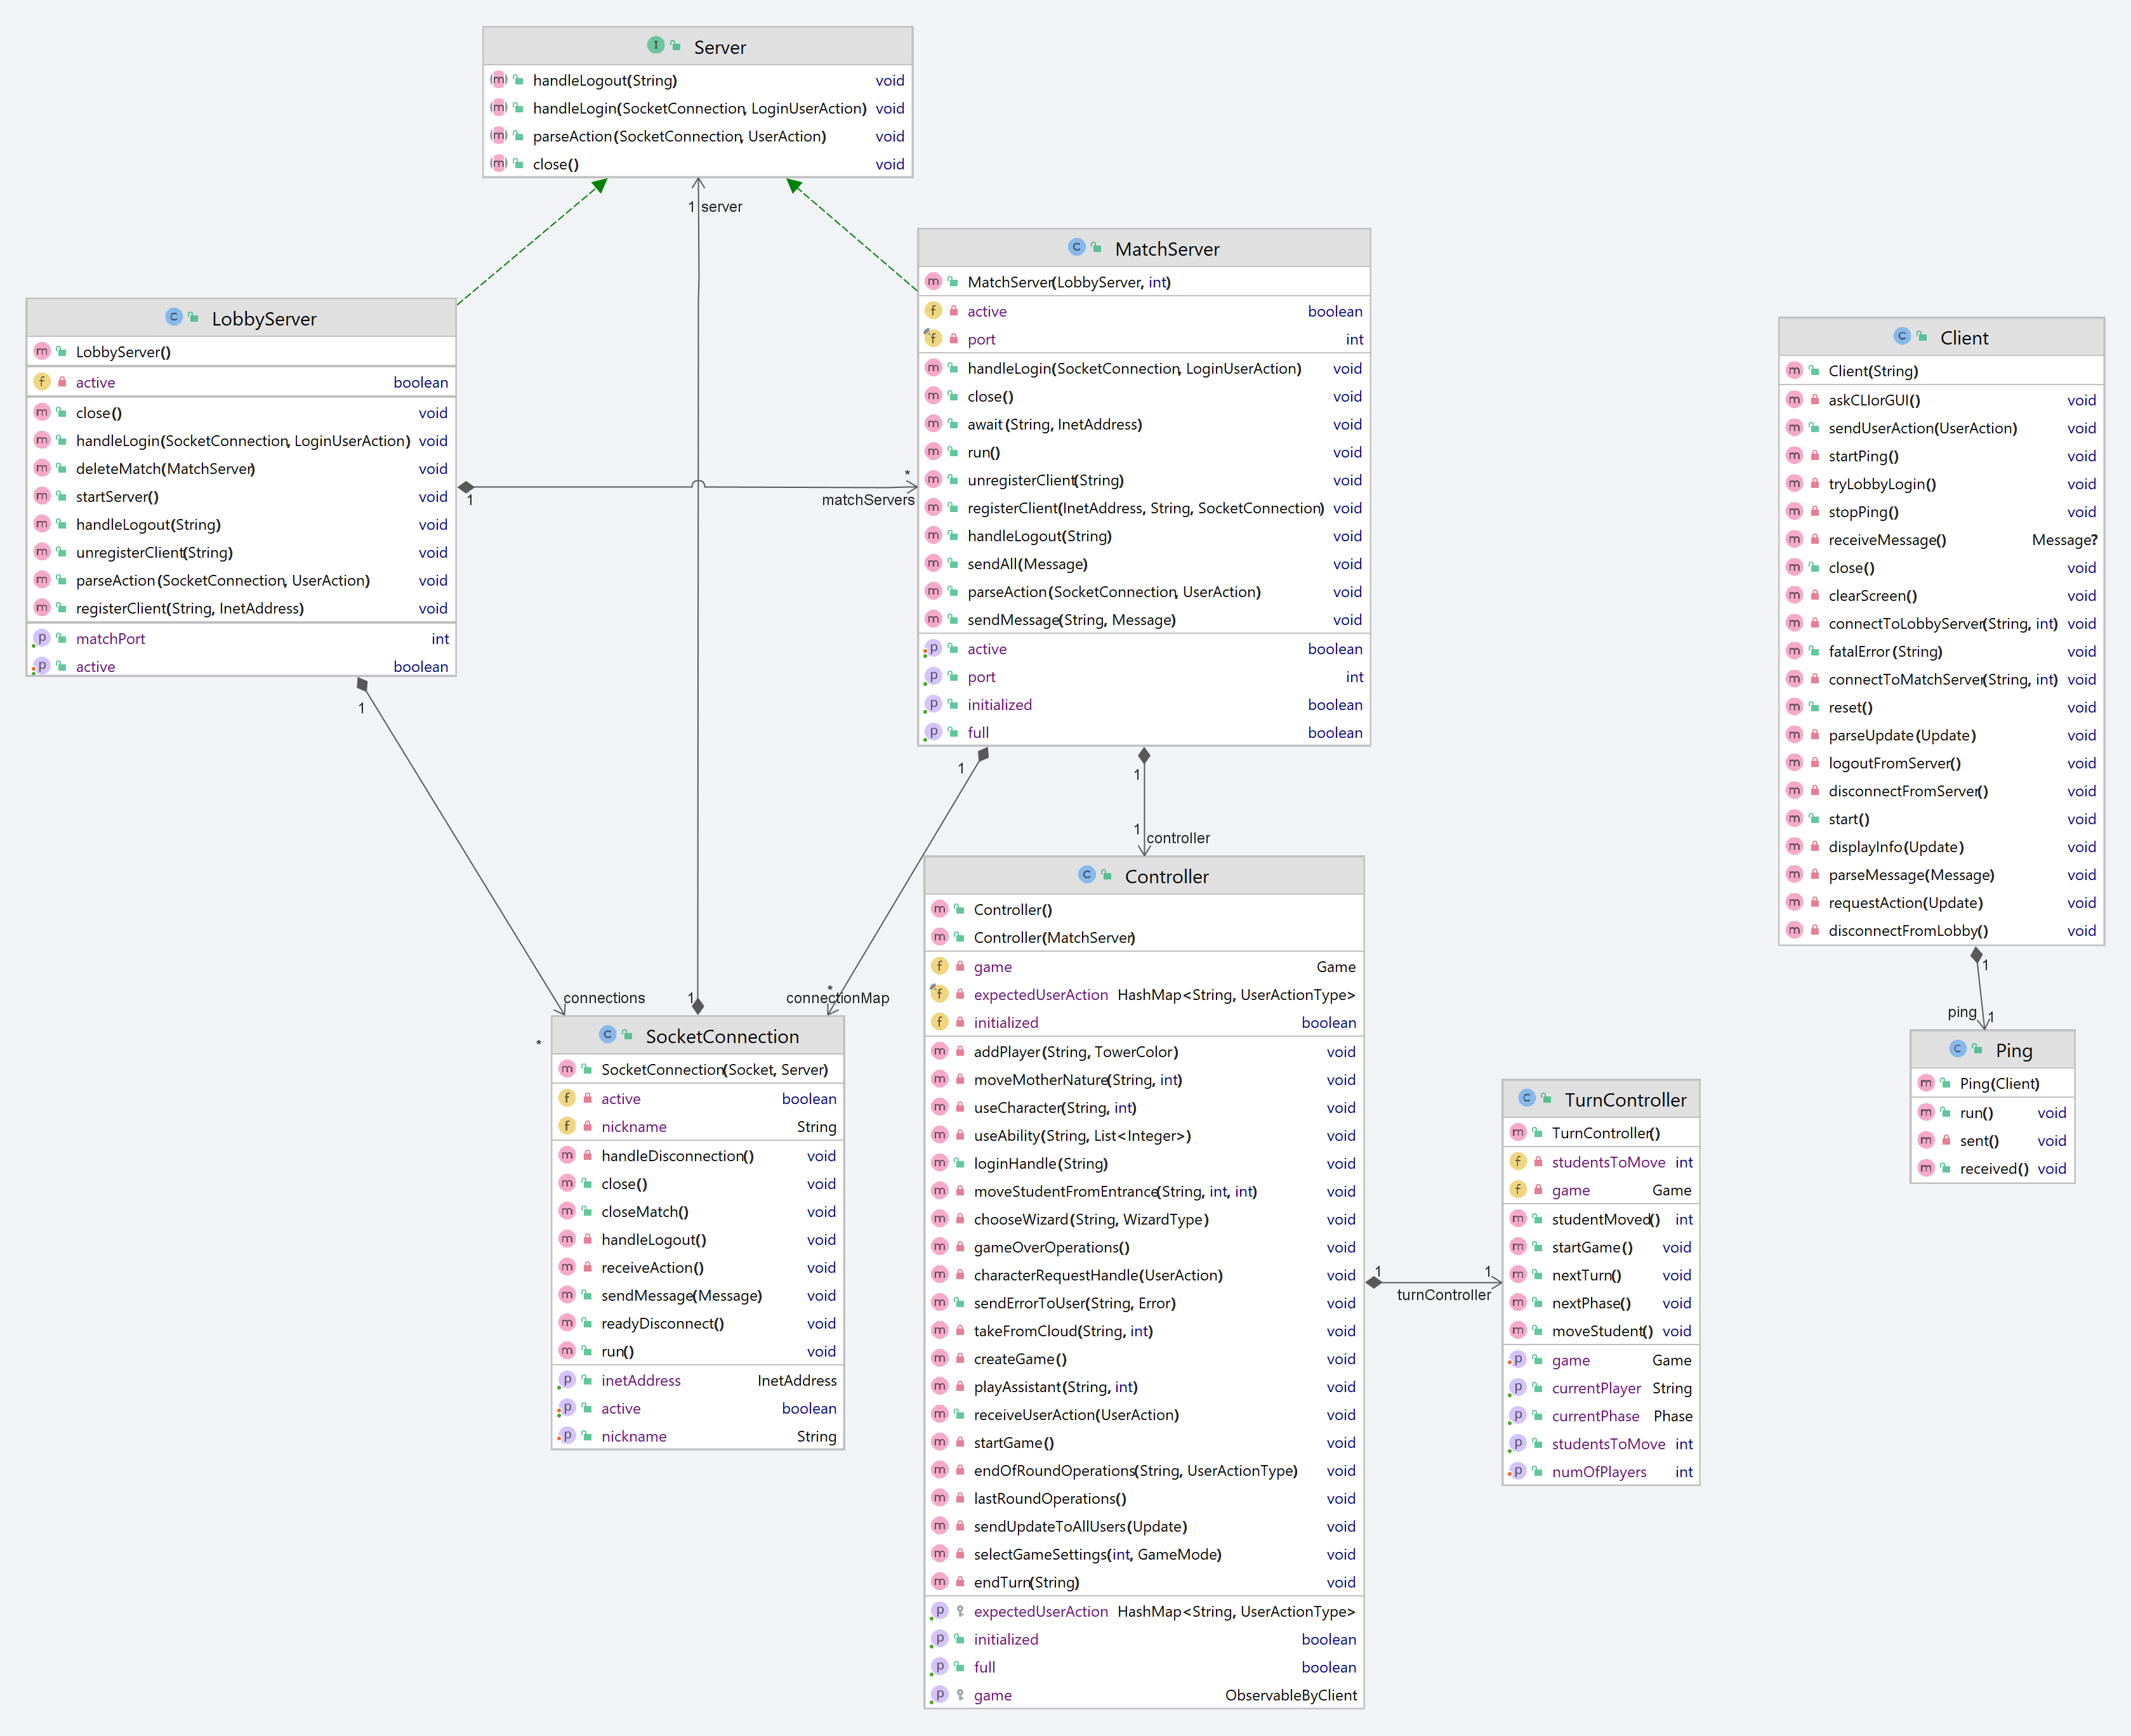 Server
handleLogout(String) void
handleLogin(SocketConnection, LoginUserAction) void
parseAction(SocketConnection, UserAction) void
close() void
1 server
LobbyServer
LobbyServer()
active boolean
close() void
handleLogin(SocketConnection, LoginUserAction) void
deleteMatch(MatchServer) void
startServer() void
handleLogout(String) void
unregisterClient(String) void
parseAction(SocketConnection, UserAction) void
registerClient(String, InetAddress) void
matchPort int
active boolean
1
*
matchServers
1
MatchServer
MatchServer(LobbyServer, int)
active boolean
port int
handleLogin(SocketConnection, LoginUserAction) void
close() void
await(String, InetAddress) void
run() void
unregisterClient(String) void
registerClient(InetAddress, String, SocketConnection) void
handleLogout(String) void
sendAll(Message) void
parseAction(SocketConnection, UserAction) void
sendMessage(String, Message) void
active boolean
port int
initialized boolean
full boolean
1
1
1 controller
Client
Client(String)
askCLIorGUI() void
sendUserAction(UserAction) void
startPing() void
tryLobbyLogin() void
stopPing() void
receiveMessage() Message?
close() void
clearScreen() void
connectToLobbyServer(String, int) void
fatalError(String) void
connectToMatchServer(String, int) void
reset() void
parseUpdate(Update) void
logoutFromServer() void
disconnectFromServer() void
start() void
displayInfo(Update) void
parseMessage(Message) void
requestAction(Update) void
disconnectFromLobby() void
1
ping 1
Ping
Ping(Client)
run() void
sent() void
received() void
connections
*
1
*
connectionMap
SocketConnection
SocketConnection(Socket, Server)
active boolean
nickname String
handleDisconnection() void
close() void
closeMatch() void
handleLogout() void
receiveAction() void
sendMessage(Message) void
readyDisconnect() void
run() void
inetAddress InetAddress
active boolean
nickname String
Controller
Controller()
Controller(MatchServer)
game Game
expectedUserAction HashMap<String, UserActionType>
initialized boolean
addPlayer(String, TowerColor) void
moveMotherNature(String, int) void
useCharacter(String, int) void
useAbility(String, List<Integer>) void
loginHandle(String) void
moveStudentFromEntrance(String, int, int) void
chooseWizard(String, WizardType) void
gameOverOperations() void
characterRequestHandle(UserAction) void
sendErrorToUser(String, Error) void
takeFromCloud(String, int) void
createGame() void
playAssistant(String, int) void
receiveUserAction(UserAction) void
startGame() void
endOfRoundOperations(String, UserActionType) void
lastRoundOperations() void
sendUpdateToAllUsers(Update) void
selectGameSettings(int, GameMode) void
endTurn(String) void
expectedUserAction HashMap<String, UserActionType>
initialized boolean
full boolean
game ObservableByClient
1 1
turnController
TurnController
TurnController()
studentsToMove int
game Game
studentMoved() int
startGame() void
nextTurn() void
nextPhase() void
moveStudent() void
game Game
currentPlayer String
currentPhase Phase
studentsToMove int
numOfPlayers int